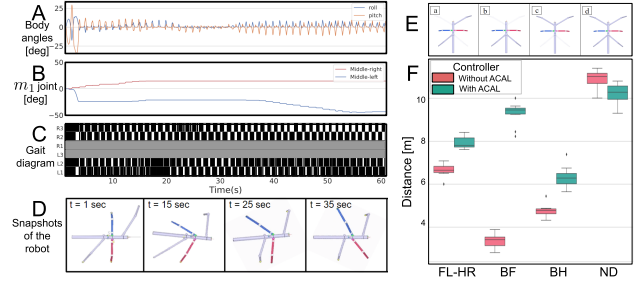 A
Body
angles
[deg]
25
0
−25
roll
pitch
B
m1 joint
[deg]
50
0
−50
Middle-right
Middle-left
C
Gait
diagram
R3
R2
R1
L3
L2
L1
10
20
30
40
50
60
Time(s)
D
Snapshots
of the
robot
t = 1 sec
t = 15 sec
t = 25 sec
t = 35 sec
E
a
b
c
d
F
Controller
Without ACAL
With ACAL
Distance [m]
10
8
6
4
FL-HR
BF
BH
ND